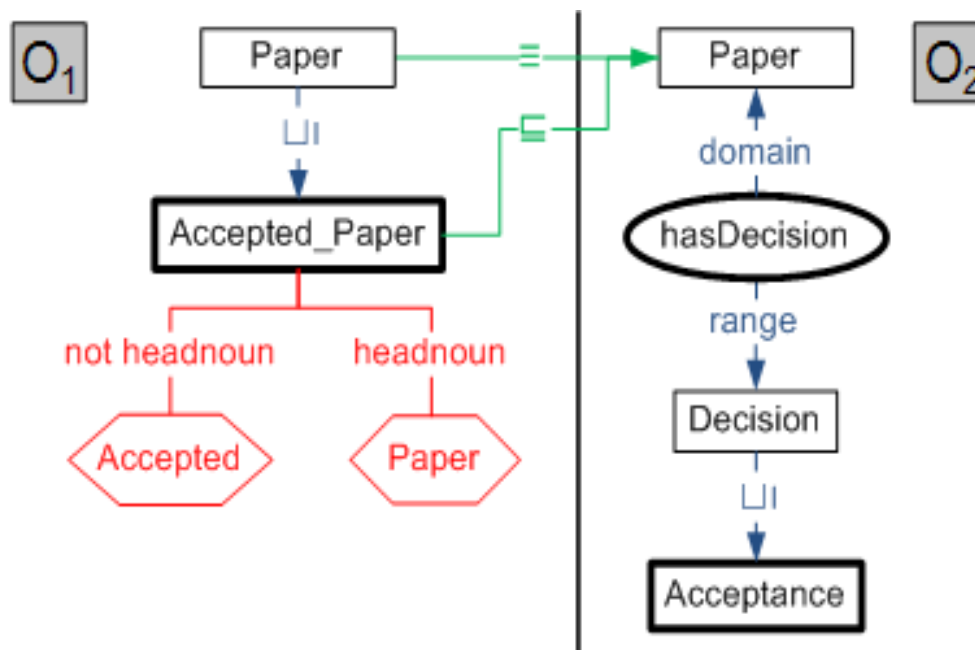 O₁
Paper
≡
Paper
O₂
⊒
⊑
domain
Accepted_Paper
hasDecision
not headnoun
headnoun
range
Accepted
Paper
Decision
⊒
Acceptance